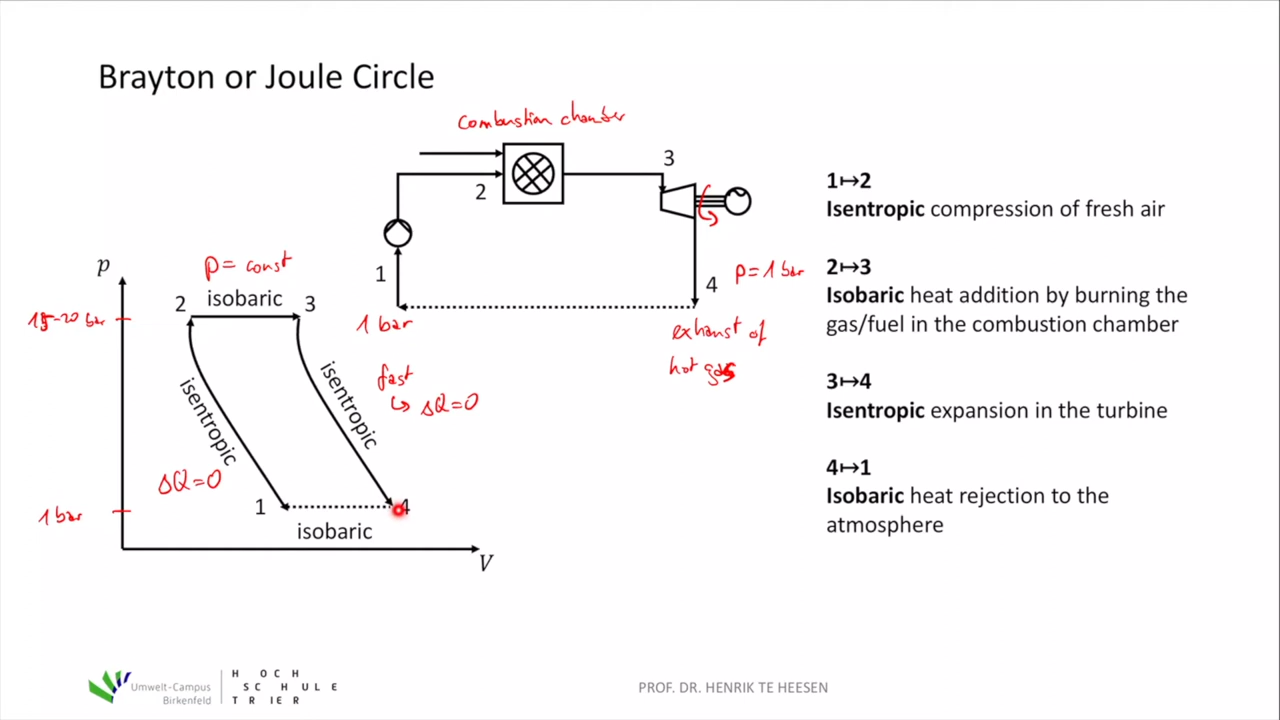 Brayton or Joule Circle
combustion chamber
2
3
1
4
p=1 bar
1 bar
exhaust of
hot gas
p
p= const
2
isobaric
3
15-20 bar
isentropic
isentropic
fast
↳ ΔQ=0
ΔQ=0
1 bar
1
4
isobaric
V
1↦2
Isentropic compression of fresh air
2↦3
Isobaric heat addition by burning the
gas/fuel in the combustion chamber
3↦4
Isentropic expansion in the turbine
4↦1
Isobaric heat rejection to the
atmosphere
Umwelt-Campus
Birkenfeld
HOCH
SCHULE
TRIER
PROF. DR. HENRIK TE HEESEN